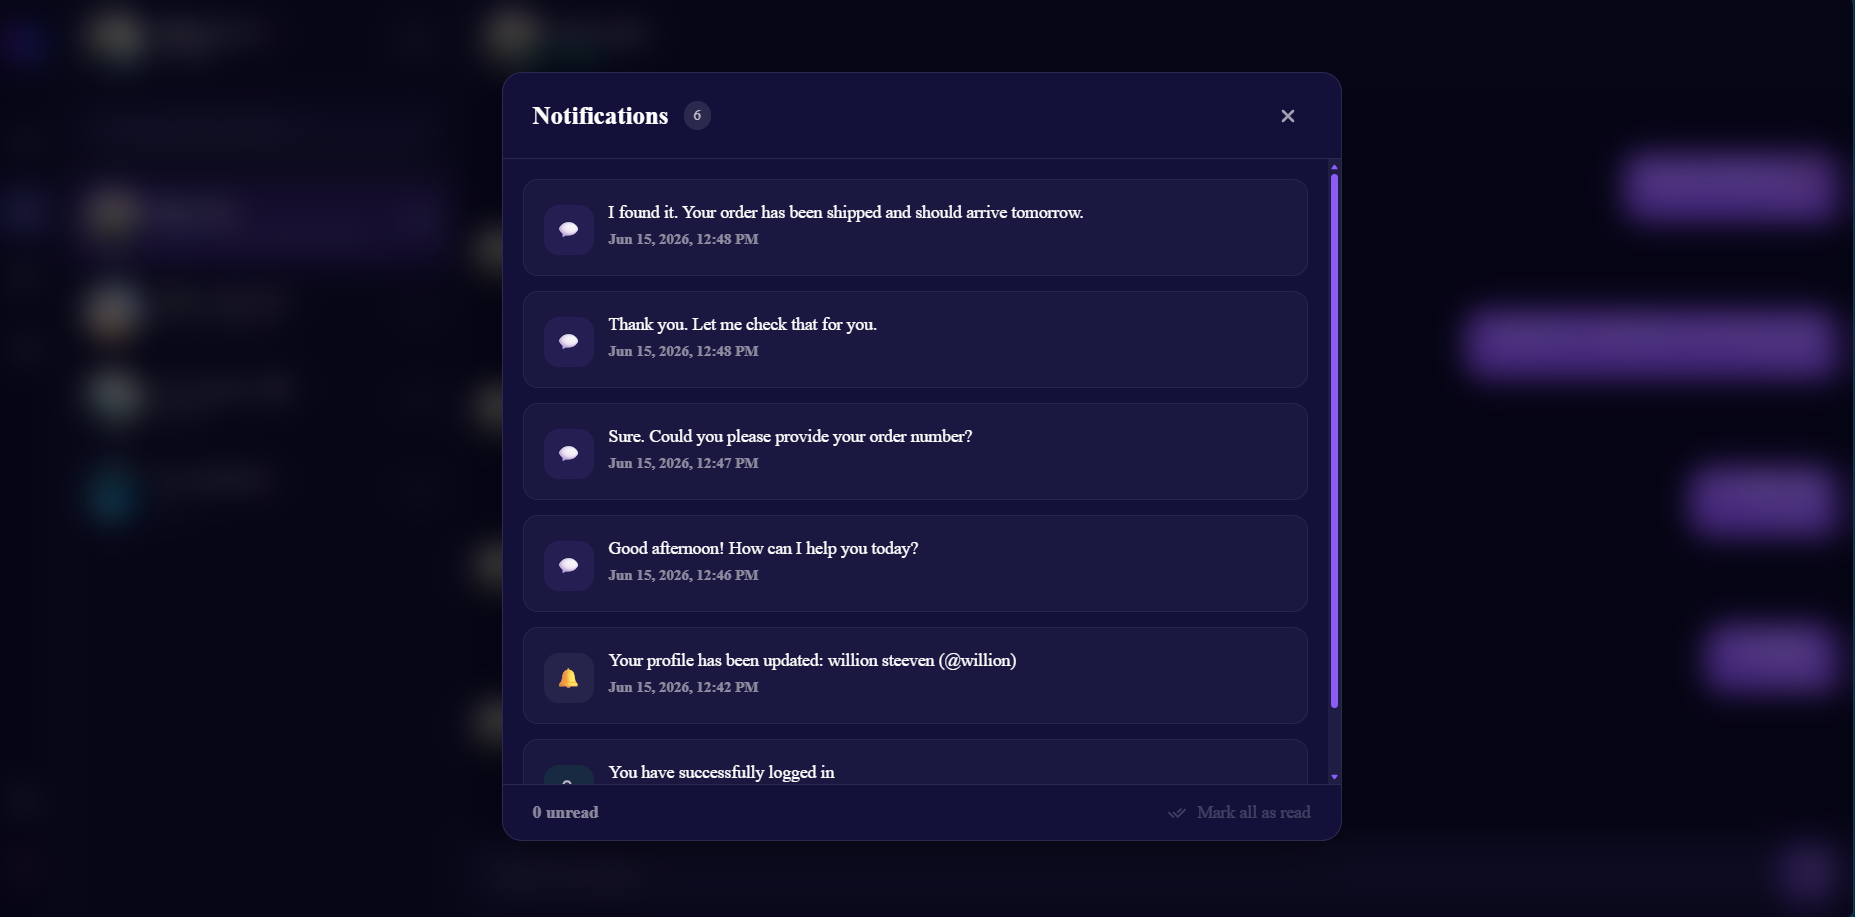 Notifications 6
I found it. Your order has been shipped and should arrive tomorrow.
Jun 15, 2026, 12:48 PM
Thank you. Let me check that for you.
Jun 15, 2026, 12:48 PM
Sure. Could you please provide your order number?
Jun 15, 2026, 12:47 PM
Good afternoon! How can I help you today?
Jun 15, 2026, 12:46 PM
Your profile has been updated: willion steeven (@willion)
Jun 15, 2026, 12:42 PM
You have successfully logged in
0 unread
Mark all as read